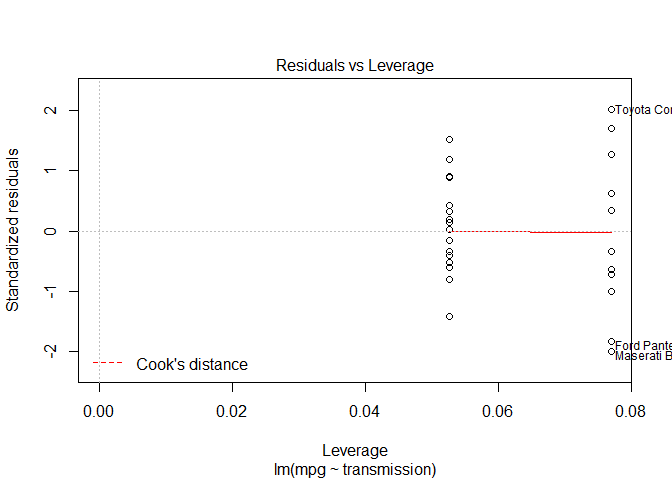 Residuals vs Leverage
Standardized residuals
2
1
0
-1
-2
Toyota Cor
Ford Pante
Maserati B
Cook's distance
0.00 0.02 0.04 0.06 0.08
Leverage
lm(mpg ~ transmission)